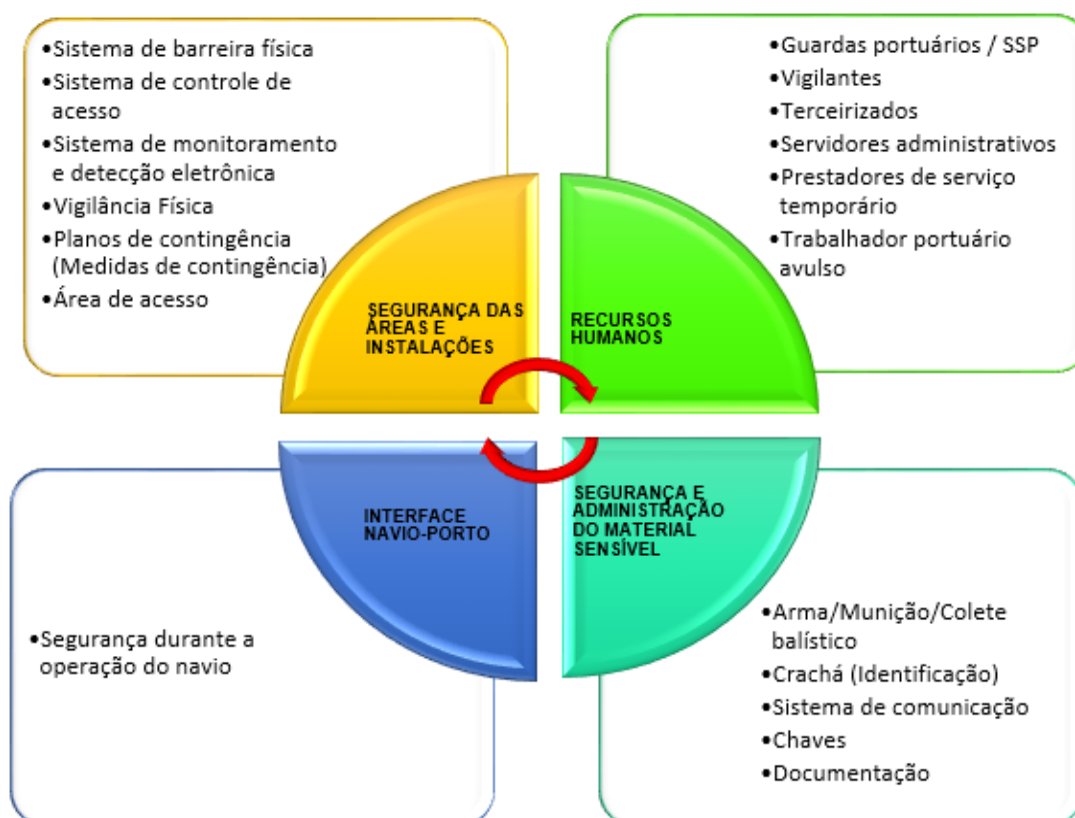 •Sistema de barreira física
•Sistema de controle de
acesso
•Sistema de monitoramento
e detecção eletrônica
•Vigilância Física
•Planos de contingência
(Medidas de contingência)
•Área de acesso
•Guardas portuários / SSP
•Vigilantes
•Terceirizados
•Servidores administrativos
•Prestadores de serviço
temporário
•Trabalhador portuário
avulso
SEGURANÇA DAS
ÁREAS E
INSTALAÇÕES
RECURSOS
HUMANOS
INTERFACE
NAVIO-PORTO
SEGURANÇA E
ADMINISTRAÇÃO
DO MATERIAL
SENSÍVEL
•Segurança durante a
operação do navio
•Arma/Munição/Colete
balístico
•Crachá (Identificação)
•Sistema de comunicação
•Chaves
•Documentação